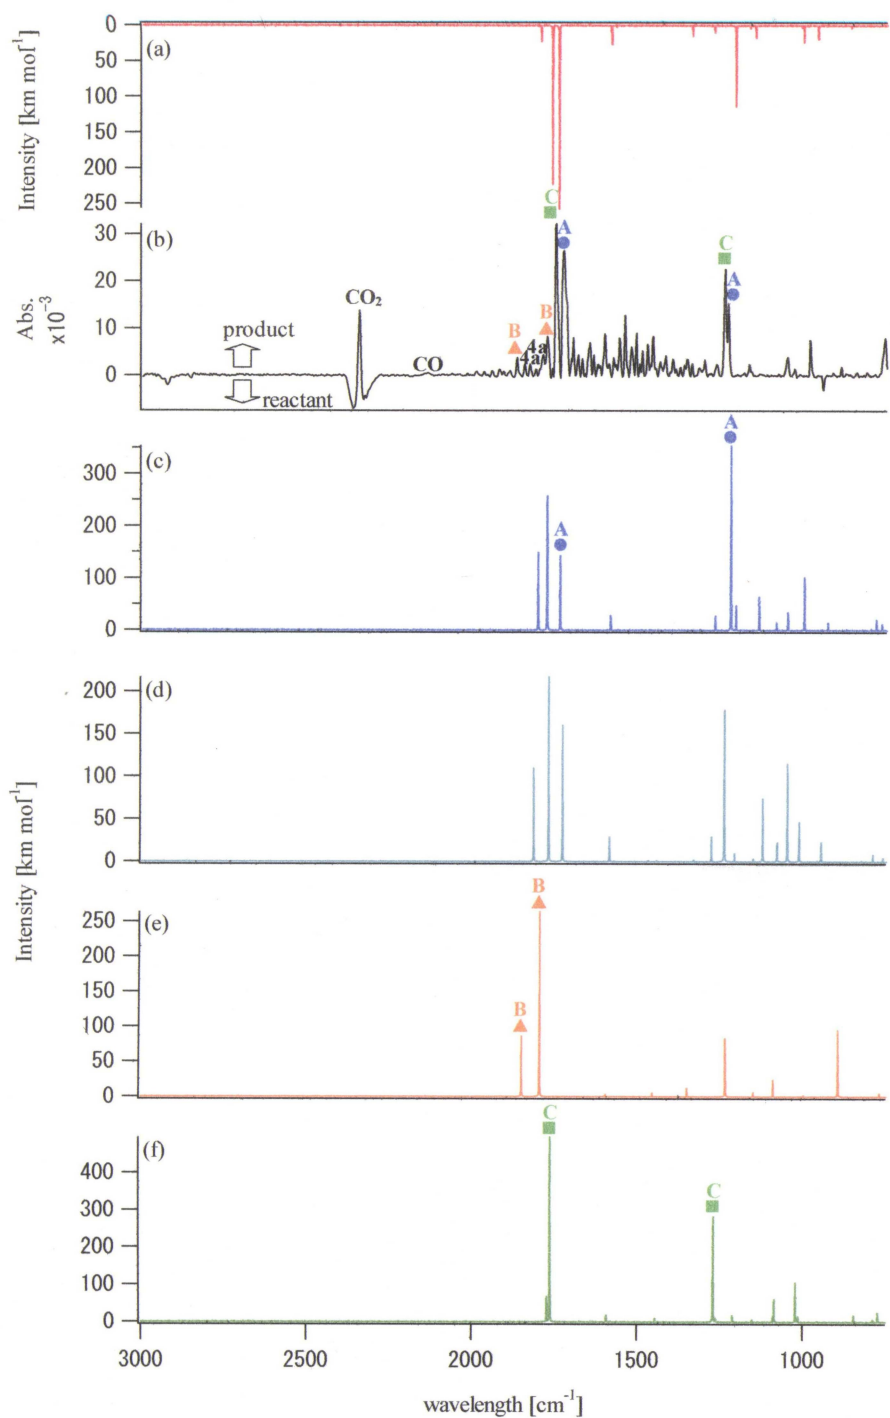 (a)
0
50
100
150
200
250
Intensity [km mol⁻¹]
(b)
30
20
10
0
Abs.
x10⁻³
product
reactant
CO₂
CO
B
4a
4a
B
C
A
C
A
(c)
300
200
100
0
A
A
(d)
200
150
100
50
0
Intensity [km mol⁻¹]
(e)
250
200
150
100
50
0
B
B
(f)
400
300
200
100
0
C
C
3000
2500
2000
1500
1000
wavelength [cm⁻¹]